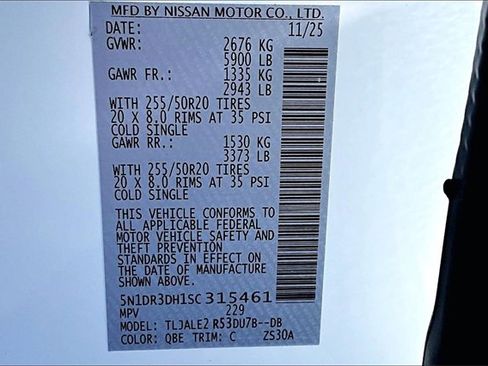 MFD BY NISSAN MOTOR CO., LTD.
DATE: 11/25
GVWR: 2676 KG
5900 LB
GAWR FR.: 1335 KG
2943 LB
WITH 255/50R20 TIRES
20 X 8.0 RIMS AT 35 PSI
COLD SINGLE
GAWR RR.: 1530 KG
3373 LB
WITH 255/50R20 TIRES
20 X 8.0 RIMS AT 35 PSI
COLD SINGLE
THIS VEHICLE CONFORMS TO
ALL APPLICABLE FEDERAL
MOTOR VEHICLE SAFETY AND
THEFT PREVENTION
STANDARDS IN EFFECT ON
THE DATE OF MANUFACTURE
SHOWN ABOVE.
5N1DR3DH1SC315461
MPV 229
MODEL: TLJALE2 R53DU7B--DB
COLOR: QBE TRIM: C ZS30A